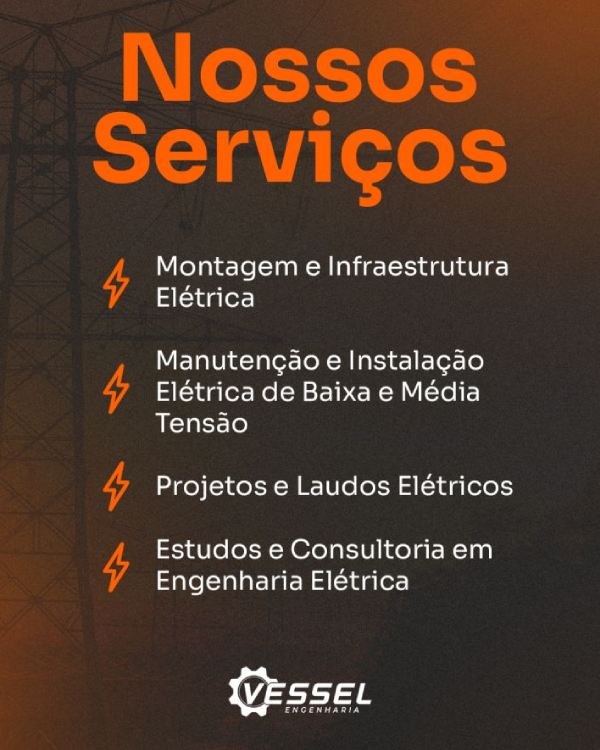 Nossos
Serviços
Montagem e Infraestrutura
Elétrica
Manutenção e Instalação
Elétrica de Baixa e Média
Tensão
Projetos e Laudos Elétricos
Estudos e Consultoria em
Engenharia Elétrica
VESSEL
ENGENHARIA